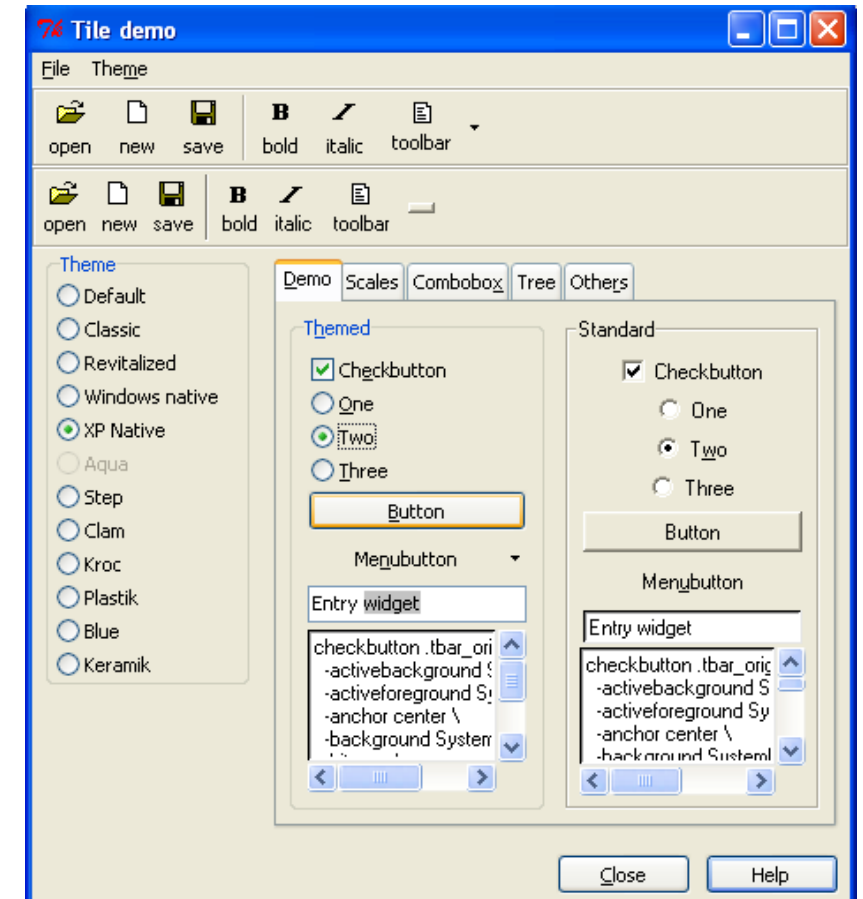 Tile demo
File Theme
open new save bold italic toolbar
open new save bold italic toolbar
Theme
Default
Classic
Revitalized
Windows native
XP Native
Aqua
Step
Clam
Kroc
Plastik
Blue
Keramik
Demo Scales Combobox Tree Others
Themed
Checkbutton
One
Two
Three
Button
Menubutton
Entry widget
checkbutton .tbar_ori
-activebackground S
-activeforeground Sy
-anchor center \
-background System
Standard
Checkbutton
One
Two
Three
Button
Menubutton
Entry widget
checkbutton .tbar_orig
-activebackground S
-activeforeground Sy
-anchor center \
-background SystemI
Close Help